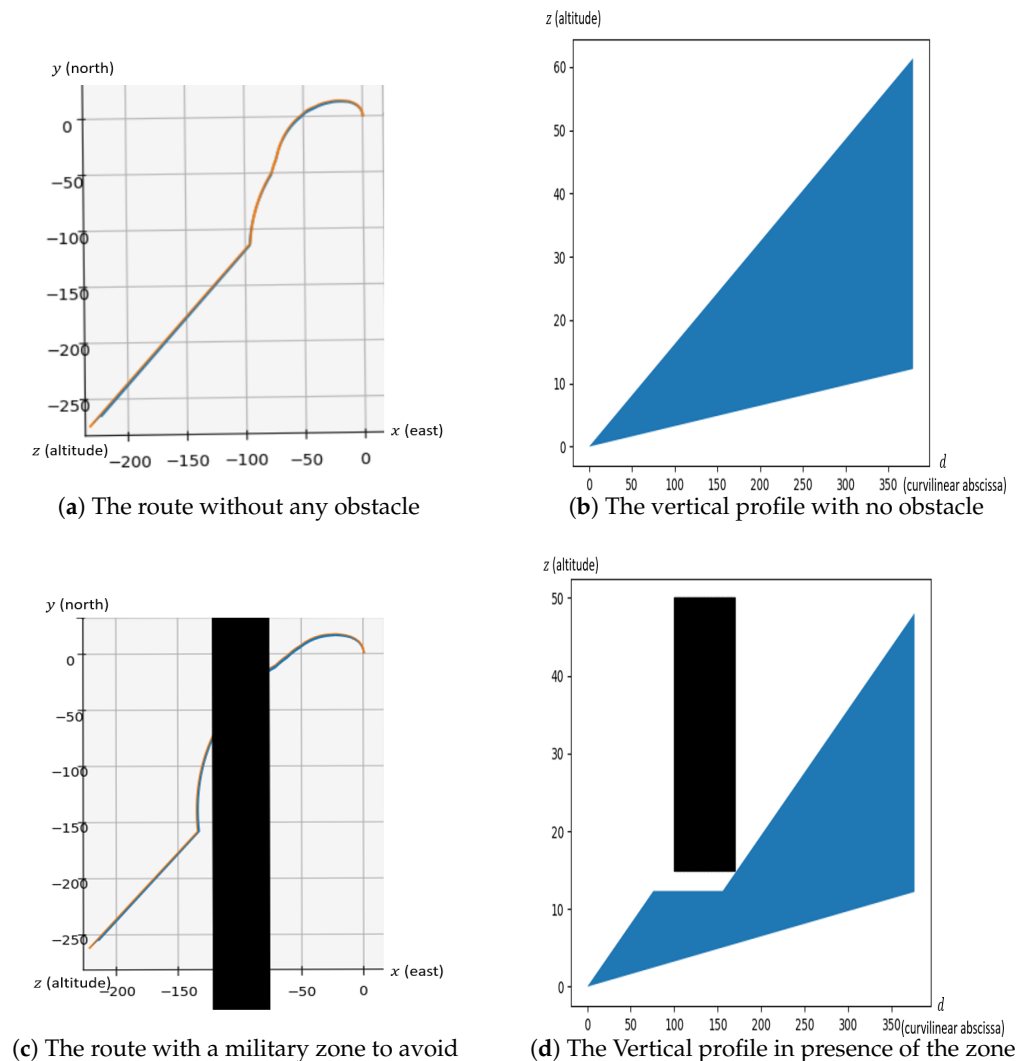 y (north)
0
−50
−100
−150
−200
−250
x (east)
z (altitude)
−200 −150 −100 −50 0
(a) The route without any obstacle
z (altitude)
60
50
40
30
20
10
0
d
0 50 100 150 200 250 300 350 (curvilinear abscissa)
(b) The vertical profile with no obstacle
y (north)
0
−50
−100
−150
−200
−250
x (east)
z (altitude)
−200 −150 −50 0
(c) The route with a military zone to avoid
z (altitude)
50
40
30
20
10
0
d
0 50 100 150 200 250 300 350 (curvilinear abscissa)
(d) The Vertical profile in presence of the zone